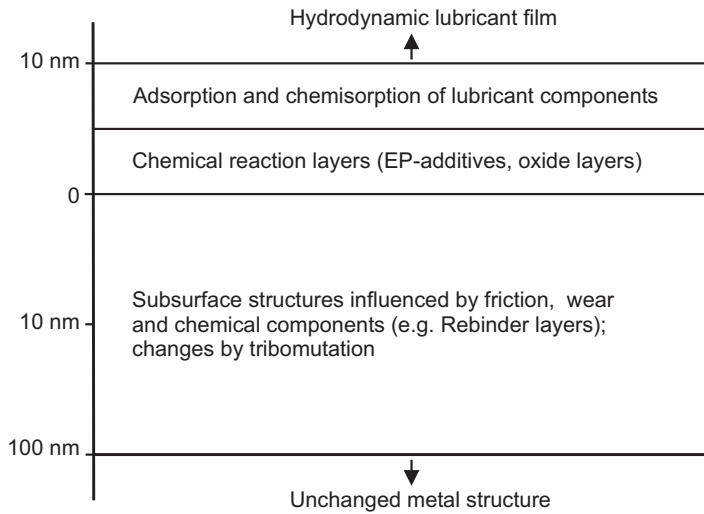 Hydrodynamic lubricant film
10 nm
Adsorption and chemisorption of lubricant components
Chemical reaction layers (EP-additives, oxide layers)
0
Subsurface structures influenced by friction, wear
and chemical components (e.g. Rebinder layers);
10 nm
changes by tribomutation
100 nm
Unchanged metal structure